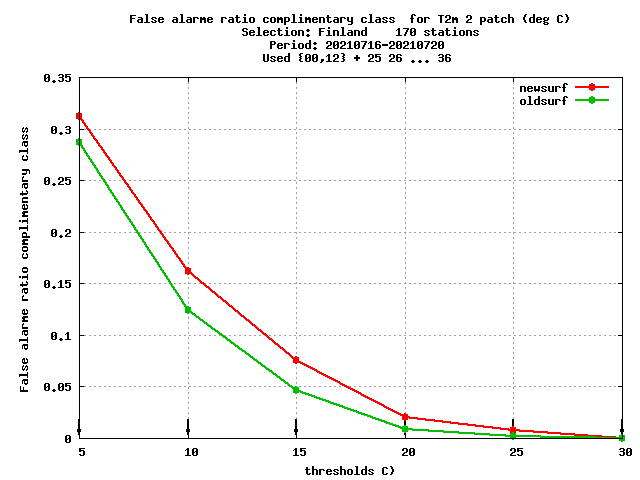 False alarme ratio complimentary class  for T2m 2 patch (deg C)
Selection: Finland    170 stations
Period: 20210716-20210720
Used {00,12} + 25 26 ... 36
newsurf
oldsurf
False alarme ratio complimentary class
0.35
0.3
0.25
0.2
0.15
0.1
0.05
0
5 10 15 20 25 30
thresholds C)